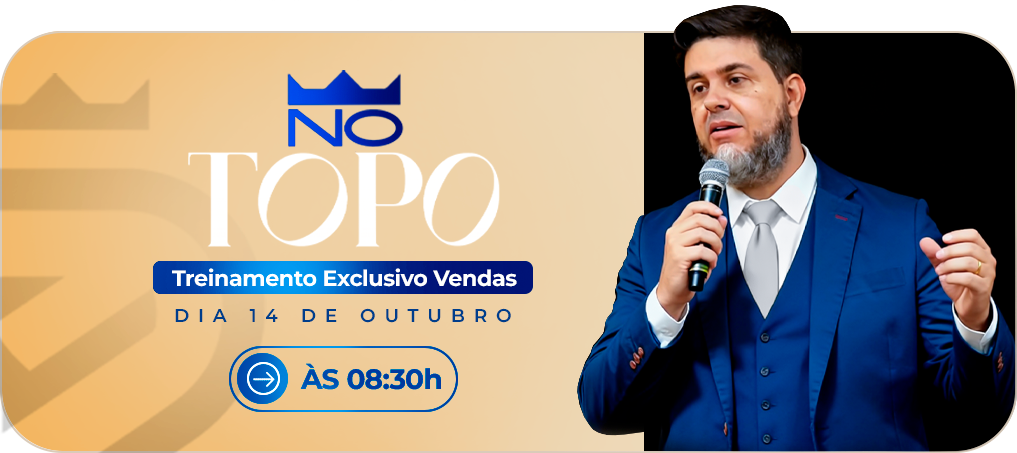 NO
TOPO
Treinamento Exclusivo Vendas
DIA 14 DE OUTUBRO
ÀS 08:30h